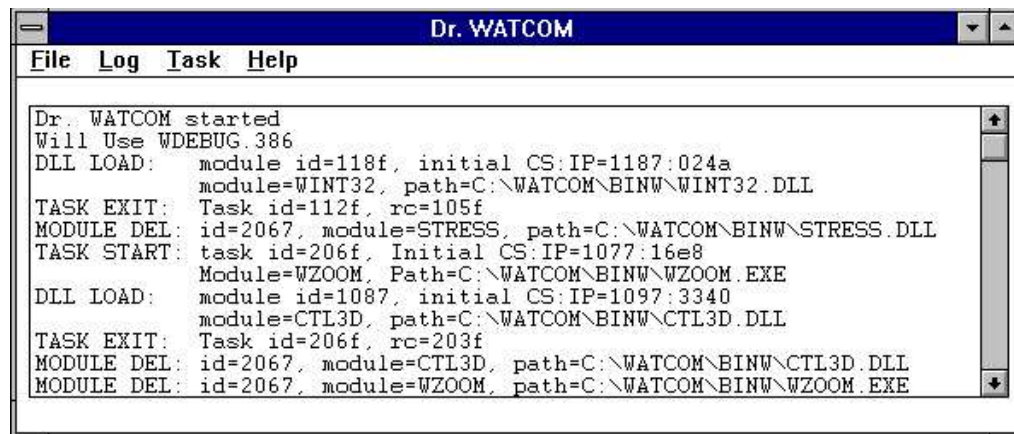 Dr. WATCOM
File Log Task Help
Dr. WATCOM started
Will Use WDEBUG.386
DLL LOAD: module id=118f, initial CS:IP=1187:024a
module=WINT32, path=C:\WATCOM\BINW\WINT32.DLL
TASK EXIT: Task id=112f, rc=105f
MODULE DEL: id=2067, module=STRESS, path=C:\WATCOM\BINW\STRESS.DLL
TASK START: task id=206f, Initial CS:IP=1077:16e8
Module=WZOOM, Path=C:\WATCOM\BINW\WZOOM.EXE
DLL LOAD: module id=1087, initial CS:IP=1097:3340
module=CTL3D, path=C:\WATCOM\BINW\CTL3D.DLL
TASK EXIT: Task id=206f, rc=203f
MODULE DEL: id=2067, module=CTL3D, path=C:\WATCOM\BINW\CTL3D.DLL
MODULE DEL: id=2067, module=WZOOM, path=C:\WATCOM\BINW\WZOOM.EXE